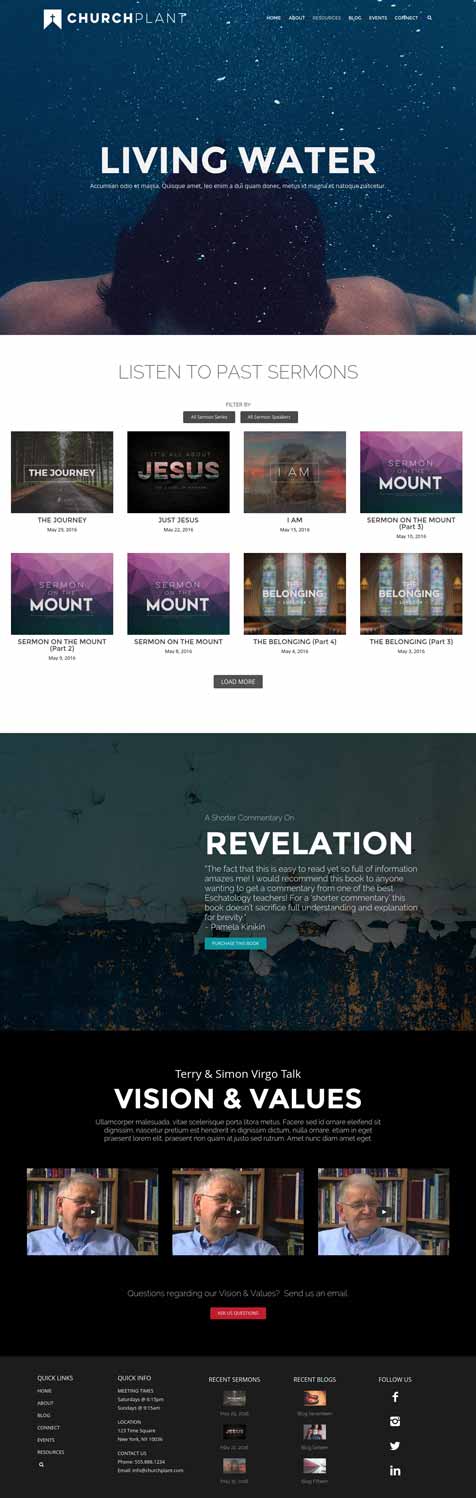 CHURCHPLANT
HOME ABOUT RESOURCES BLOG EVENTS CONNECT
LIVING WATER
Accumsan odio et massa. Quisque amet, leo enim a dui quam donec, metus id magna et natoque pascetur.
LISTEN TO PAST SERMONS
FILTER BY
All Sermon Series All Sermon Speakers
THE JOURNEY
IT'S ALL ABOUT
JESUS
I AM
SERMON
ON THE
MOUNT
THE JOURNEY
May 29, 2016
JUST JESUS
May 22, 2016
I AM
May 15, 2016
SERMON ON THE MOUNT
(Part 3)
May 10, 2016
SERMON
ON THE
MOUNT
SERMON
ON THE
MOUNT
THE
BELONGING
THE
BELONGING
SERMON ON THE MOUNT
(Part 2)
May 9, 2016
SERMON ON THE MOUNT
May 8, 2016
THE BELONGING (Part 4)
May 4, 2016
THE BELONGING (Part 3)
May 3, 2016
LOAD MORE
A Shorter Commentary On
REVELATION
"The fact that this is easy to read yet so full of information
amazes me! I would recommend this book to anyone
wanting to get a commentary from one of the best
Eschatology teachers! For a 'shorter commentary' this
book doesn't sacrifice full understanding and explanation
for brevity."
- Pamela Kinikin
PURCHASE THIS BOOK
Terry & Simon Virgo Talk
VISION & VALUES
Ullamcorper malesuada, vitae scelerisque porta litora metus. Facere sed id ornare eleifend sit
dignissim, nascetur pretium est hendrerit in dignissim dictum, nulla ornare, etiam in eget
praesent lorem elit, praesent non quam at justo sed rutrum. Amet nunc diam amet eget.
Questions regarding our Vision & Values? Send us an email.
ASK US QUESTIONS
QUICK LINKS
HOME
ABOUT
BLOG
CONNECT
EVENTS
RESOURCES
QUICK INFO
MEETING TIMES
Saturdays @ 6:15pm
Sundays @ 9:15am
LOCATION
123 Time Square
New York, NY 10036
CONTACT US
Phone: 555.888.1234
Email: info@churchplant.com
RECENT SERMONS
May 29, 2016
JESUS
May 22, 2016
May 15, 2016
RECENT BLOGS
Blog Seventeen
Blog Sixteen
Blog Fifteen
FOLLOW US